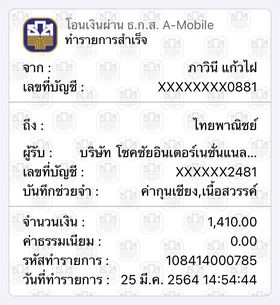 โอนเงินผ่าน ธ.ก.ส. A-Mobile
ทำรายการสำเร็จ
จาก : ภาวินี แก้วไฝ
เลขที่บัญชี : XXXXXXXX0881
ถึง : ไทยพาณิชย์
ผู้รับ : บริษัท โชคชัยอินเตอร์เนชั่นแนล...
เลขที่บัญชี : XXXXXX2481
บันทึกช่วยจำ : ค่ากุนเชียง,เนื้อสวรรค์
จำนวนเงิน : 1,410.00
ค่าธรรมเนียม : 0.00
รหัสทำรายการ : 108414000785
วันที่ทำรายการ : 25 มี.ค. 2564 14:54:44